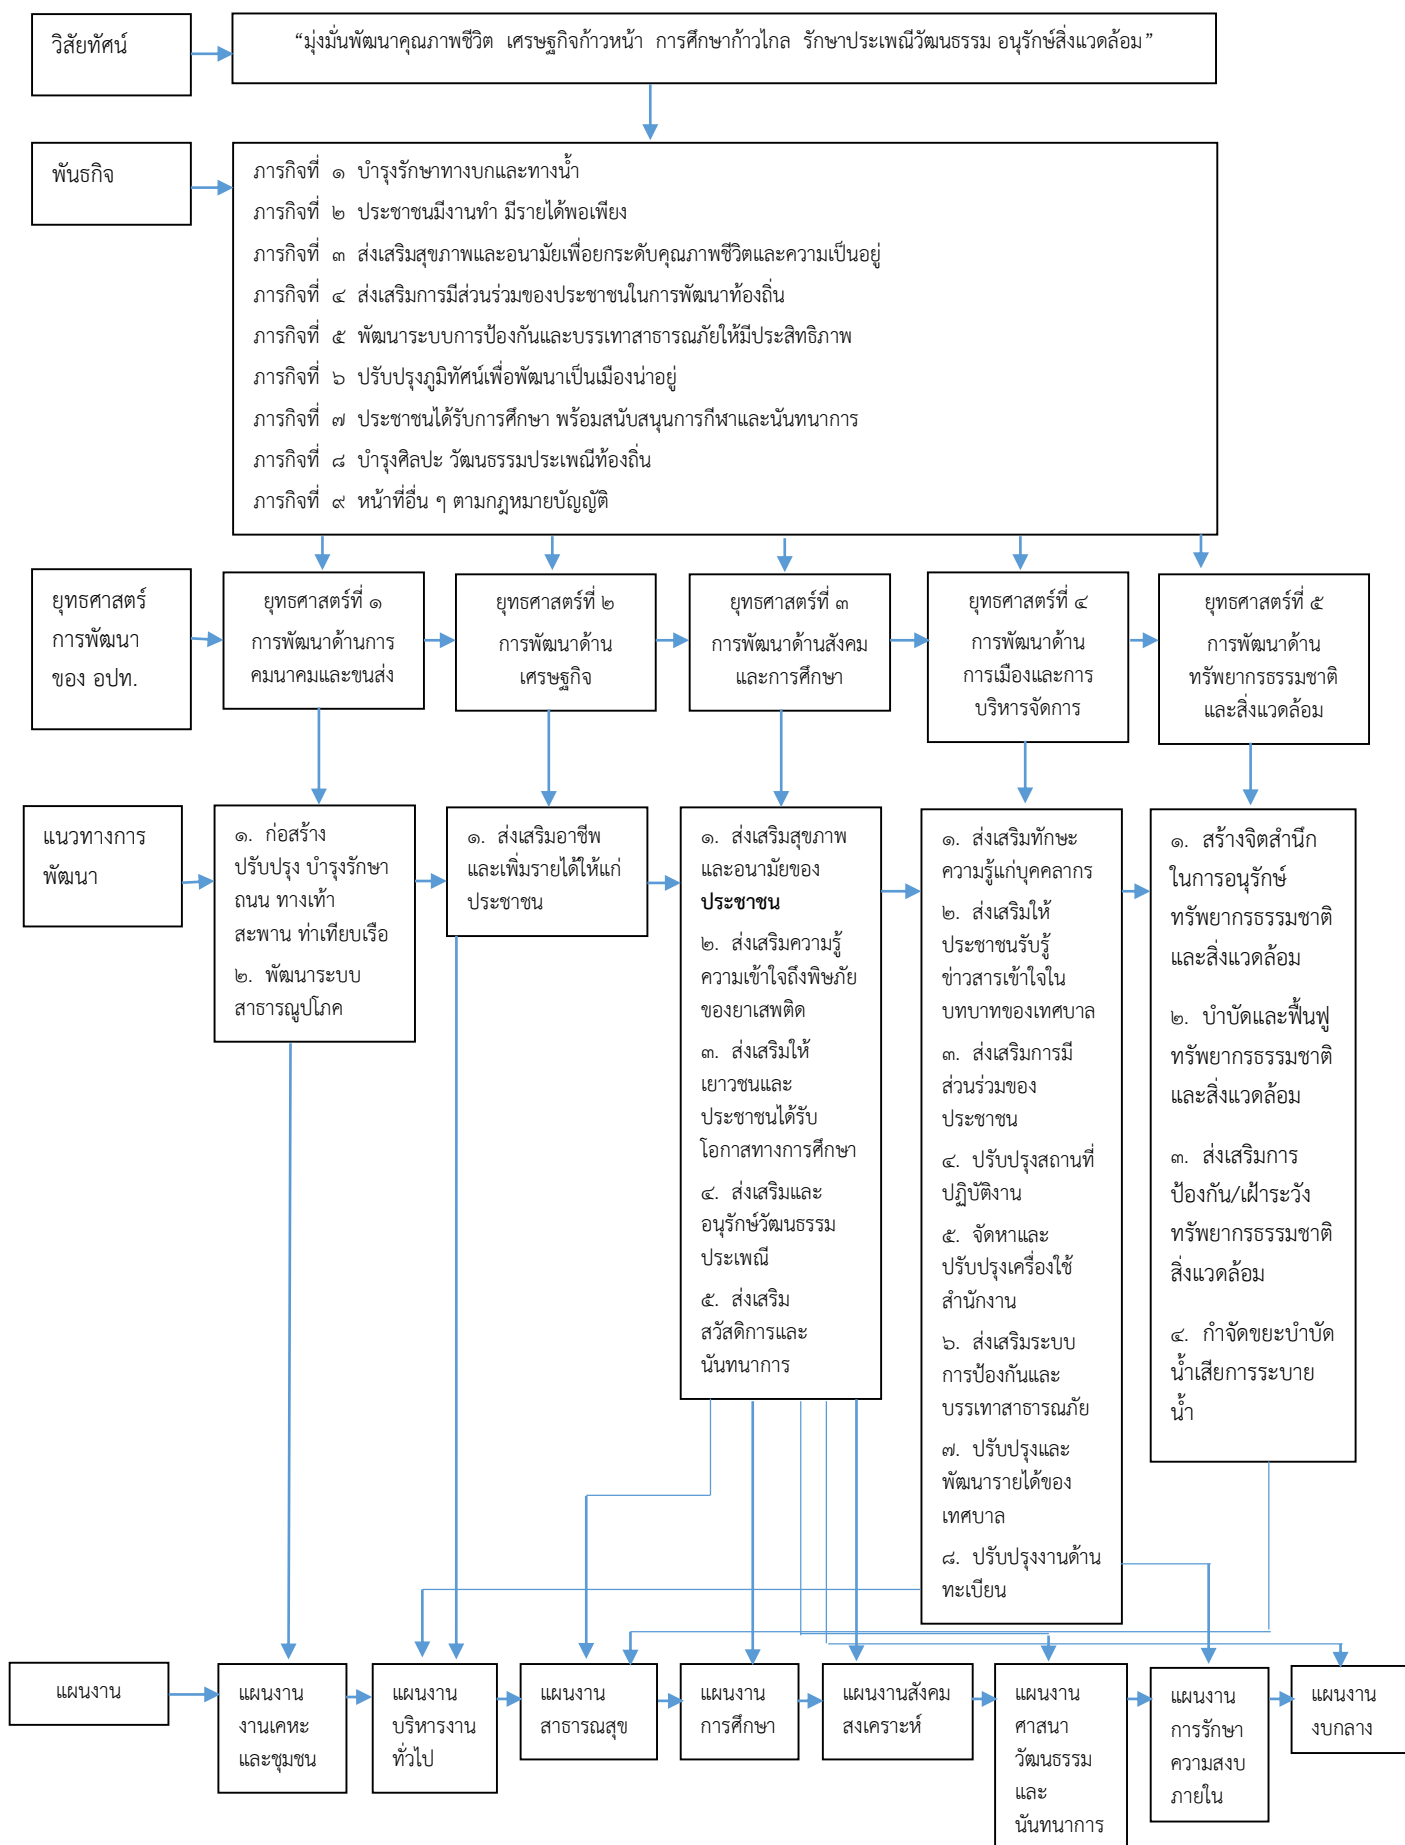 วิสัยทัศน์
“มุ่งมั่นพัฒนาคุณภาพชีวิต เศรษฐกิจก้าวหน้า การศึกษาก้าวไกล รักษาประเพณีวัฒนธรรม อนุรักษ์สิ่งแวดล้อม”
พันธกิจ
ภารกิจที่ ๑ บำรุงรักษาทางบกและทางน้ำ
ภารกิจที่ ๒ ประชาชนมีงานทำ มีรายได้พอเพียง
ภารกิจที่ ๓ ส่งเสริมสุขภาพและอนามัยเพื่อยกระดับคุณภาพชีวิตและความเป็นอยู่
ภารกิจที่ ๔ ส่งเสริมการมีส่วนร่วมของประชาชนในการพัฒนาท้องถิ่น
ภารกิจที่ ๕ พัฒนาระบบการป้องกันและบรรเทาสาธารณภัยให้มีประสิทธิภาพ
ภารกิจที่ ๖ ปรับปรุงภูมิทัศน์เพื่อพัฒนาเป็นเมืองน่าอยู่
ภารกิจที่ ๗ ประชาชนได้รับการศึกษา พร้อมสนับสนุนการกีฬาและนันทนาการ
ภารกิจที่ ๘ บำรุงศิลปะ วัฒนธรรมประเพณีท้องถิ่น
ภารกิจที่ ๙ หน้าที่อื่น ๆ ตามกฎหมายบัญญัติ
ยุทธศาสตร์
การพัฒนา
ของ อปท.
ยุทธศาสตร์ที่ ๑
การพัฒนาด้านการ
คมนาคมและขนส่ง
ยุทธศาสตร์ที่ ๒
การพัฒนาด้าน
เศรษฐกิจ
ยุทธศาสตร์ที่ ๓
การพัฒนาด้านสังคม
และการศึกษา
ยุทธศาสตร์ที่ ๔
การพัฒนาด้าน
การเมืองและการ
บริหารจัดการ
ยุทธศาสตร์ที่ ๕
การพัฒนาด้าน
ทรัพยากรธรรมชาติ
และสิ่งแวดล้อม
แนวทางการ
พัฒนา
๑. ก่อสร้าง
ปรับปรุง บำรุงรักษา
ถนน ทางเท้า
สะพาน ท่าเทียบเรือ
๒. พัฒนาระบบ
สาธารณูปโภค
๑. ส่งเสริมอาชีพ
และเพิ่มรายได้ให้แก่
ประชาชน
๑. ส่งเสริมสุขภาพ
และอนามัยของ
ประชาชน
๒. ส่งเสริมความรู้
ความเข้าใจถึงพิษภัย
ของยาเสพติด
๓. ส่งเสริมให้
เยาวชนและ
ประชาชนได้รับ
โอกาสทางการศึกษา
๔. ส่งเสริมและ
อนุรักษ์วัฒนธรรม
ประเพณี
๕. ส่งเสริม
สวัสดิการและ
นันทนาการ
๑. ส่งเสริมทักษะ
ความรู้แก่บุคคลากร
๒. ส่งเสริมให้
ประชาชนรับรู้
ข่าวสารเข้าใจใน
บทบาทของเทศบาล
๓. ส่งเสริมการมี
ส่วนร่วมของ
ประชาชน
๔. ปรับปรุงสถานที่
ปฏิบัติงาน
๕. จัดหาและ
ปรับปรุงเครื่องใช้
สำนักงาน
๖. ส่งเสริมระบบ
การป้องกันและ
บรรเทาสาธารณภัย
๗. ปรับปรุงและ
พัฒนารายได้ของ
เทศบาล
๘. ปรับปรุงงานด้าน
ทะเบียน
๑. สร้างจิตสำนึก
ในการอนุรักษ์
ทรัพยากรธรรมชาติ
และสิ่งแวดล้อม
๒. บำบัดและฟื้นฟู
ทรัพยากรธรรมชาติ
และสิ่งแวดล้อม
๓. ส่งเสริมการ
ป้องกัน/เฝ้าระวัง
ทรัพยากรธรรมชาติ
สิ่งแวดล้อม
๔. กำจัดขยะบำบัด
น้ำเสียการระบาย
น้ำ
แผนงาน
แผนงาน
งานเคหะ
และชุมชน
แผนงาน
บริหารงาน
ทั่วไป
แผนงาน
สาธารณสุข
แผนงาน
การศึกษา
แผนงานสังคม
สงเคราะห์
แผนงาน
ศาสนา
วัฒนธรรม
และ
นันทนาการ
แผนงาน
การรักษา
ความสงบ
ภายใน
แผนงาน
งบกลาง